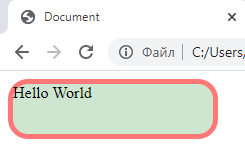 Document
Файл
C:/Users/
Hello World